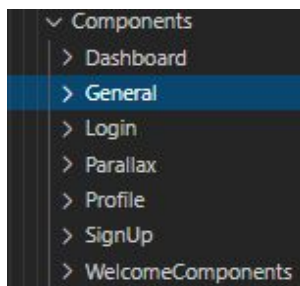 Components
Dashboard
General
Login
Parallax
Profile
SignUp
WelcomeComponents